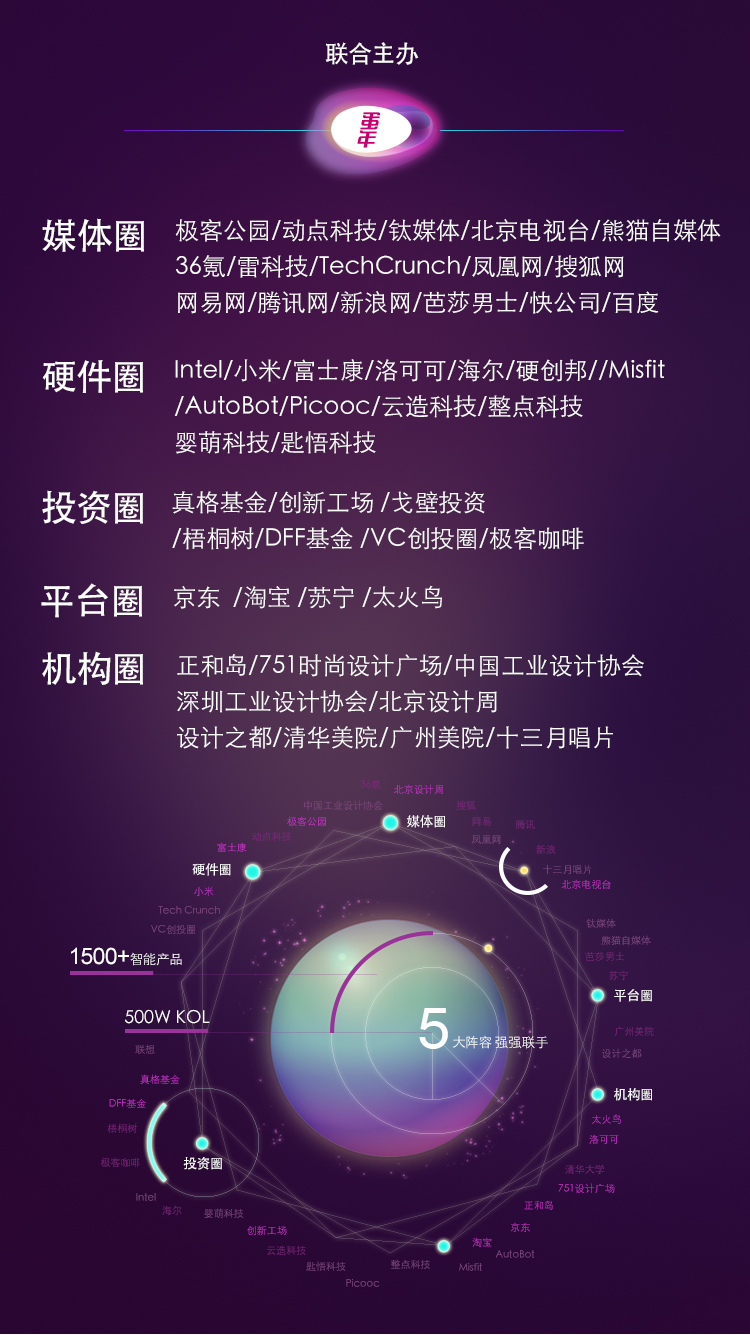 联合主办
重中
媒体圈
极客公园/动点科技/钛媒体/北京电视台/熊猫自媒体
36氪/雷科技/TechCrunch/凤凰网/搜狐网
网易网/腾讯网/新浪网/芭莎男士/快公司/百度
硬件圈
Intel/小米/富士康/洛可可/海尔/硬创邦//Misfit
/AutoBot/Picooc/云造科技/整点科技
婴萌科技/匙悟科技
投资圈
真格基金/创新工场 /戈壁投资
/梧桐树/DFF基金 /VC创投圈/极客咖啡
平台圈
京东 /淘宝 /苏宁 /太火鸟
机构圈
正和岛/751时尚设计广场/中国工业设计协会
深圳工业设计协会/北京设计周
设计之都/清华美院/广州美院/十三月唱片
36氪
北京设计周
中国工业设计协会
搜狐
极客公园
媒体圈
网易
腾讯
动点科技
凤凰网
富士康
新浪
硬件圈
十三月唱片
小米
北京电视台
Tech Crunch
VC创投圈
钛媒体
熊猫自媒体
1500+智能产品
芭莎男士
苏宁
平台圈
500W KOL
5大阵容 强强联手
广州美院
联想
设计之都
真格基金
机构圈
DFF基金
太火鸟
梧桐树
洛可可
极客咖啡
投资圈
清华大学
Intel
751设计广场
海尔
婴萌科技
正和岛
创新工场
京东
云造科技
淘宝
AutoBot
匙悟科技
整点科技
Misfit
Picooc